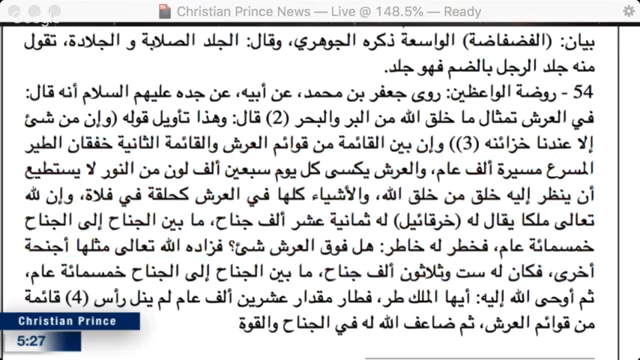 Christian Prince News — Live @ 148.5% — Ready
بيان: (الفضفاضة) الواسعة ذكره الجوهري، وقال: الجلد الصلابة و الجلادة، تقول
منه جلد الرجل بالضم فهو جلد.
54 - روضة الواعظين: روى جعفر بن محمد، عن أبيه، عن جده عليهم السلام أنه قال:
في العرش تمثال ما خلق الله من البر والبحر (2) قال: وهذا تأويل قوله (وإن من شئ
إلا عندنا خزائنه (3)) وإن بين القائمة من قوائم العرش والقائمة الثانية خفقان الطير
المسرع مسيرة ألف عام، والعرش يكسى كل يوم سبعين ألف لون من النور لا يستطيع
أن ينظر إليه خلق من خلق الله، والأشياء كلها في العرش كحلقة في فلاة، وإن لله
تعالى ملكا يقال له (خرقائيل) له ثمانية عشر ألف جناح، ما بين الجناح إلى الجناح
خمسمائة عام، فخطر له خاطر: هل فوق العرش شئ؟ فزاده الله تعالى مثلها أجنحة
أخرى، فكان له ست وثلاثون ألف جناح، ما بين الجناح إلى الجناح خمسمائة عام،
ثم أوحى الله إليه: أيها الملك طر، فطار مقدار عشرين ألف عام لم ينل رأس (4) قائمة
من قوائم العرش، ثم ضاعف الله له في الجناح والقوة
Christian Prince
5:27